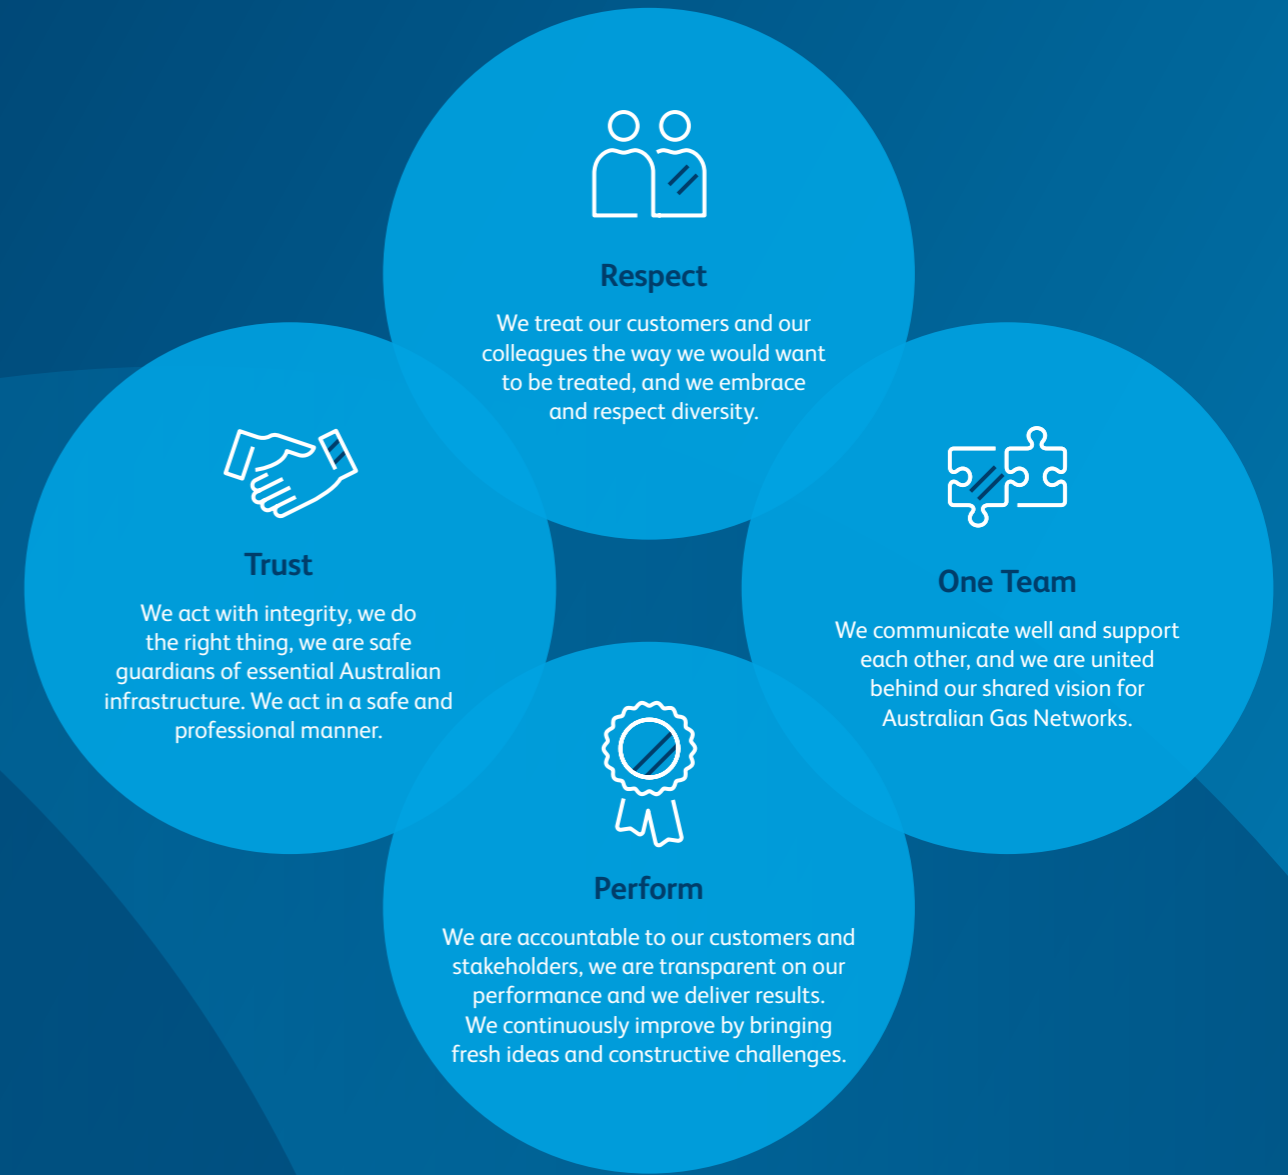 Respect
We treat our customers and our
colleagues the way we would want
to be treated, and we embrace
and respect diversity.
Trust
We act with integrity, we do
the right thing, we are safe
guardians of essential Australian
infrastructure. We act in a safe and
professional manner.
One Team
We communicate well and support
each other, and we are united
behind our shared vision for
Australian Gas Networks.
Perform
We are accountable to our customers and
stakeholders, we are transparent on our
performance and we deliver results.
We continuously improve by bringing
fresh ideas and constructive challenges.